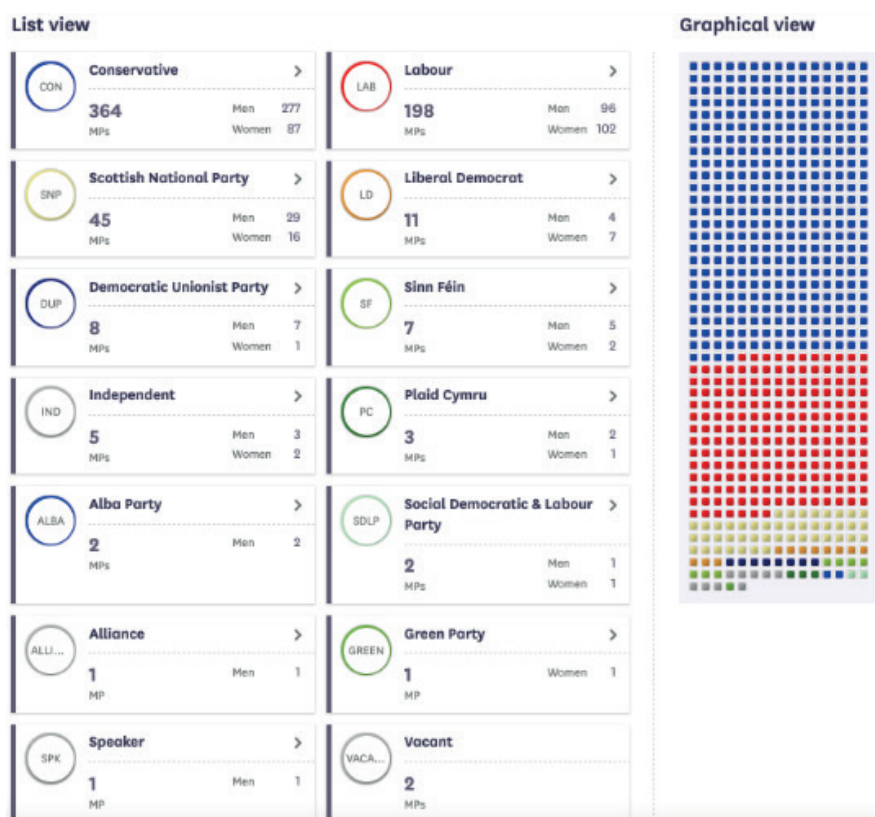 List view
Graphical view
CON
Conservative
364
MPs
Men 277
Women 87
LAB
Labour
198
MPs
Men 96
Women 102
SNP
Scottish National Party
45
MPs
Men 29
Women 16
LD
Liberal Democrat
11
MPs
Men 4
Women 7
DUP
Democratic Unionist Party
8
MPs
Men 7
Women 1
SF
Sinn Féin
7
MPs
Men 5
Women 2
IND
Independent
5
MPs
Men 3
Women 2
PC
Plaid Cymru
3
MPs
Men 2
Women 1
ALBA
Alba Party
2
MPs
Men 2
SDLP
Social Democratic & Labour
Party
2
MPs
Men 1
Women 1
ALLI...
Alliance
1
MP
Men 1
GREEN
Green Party
1
MP
Women 1
SPK
Speaker
1
MP
Men 1
VACA...
Vacant
2
MPs